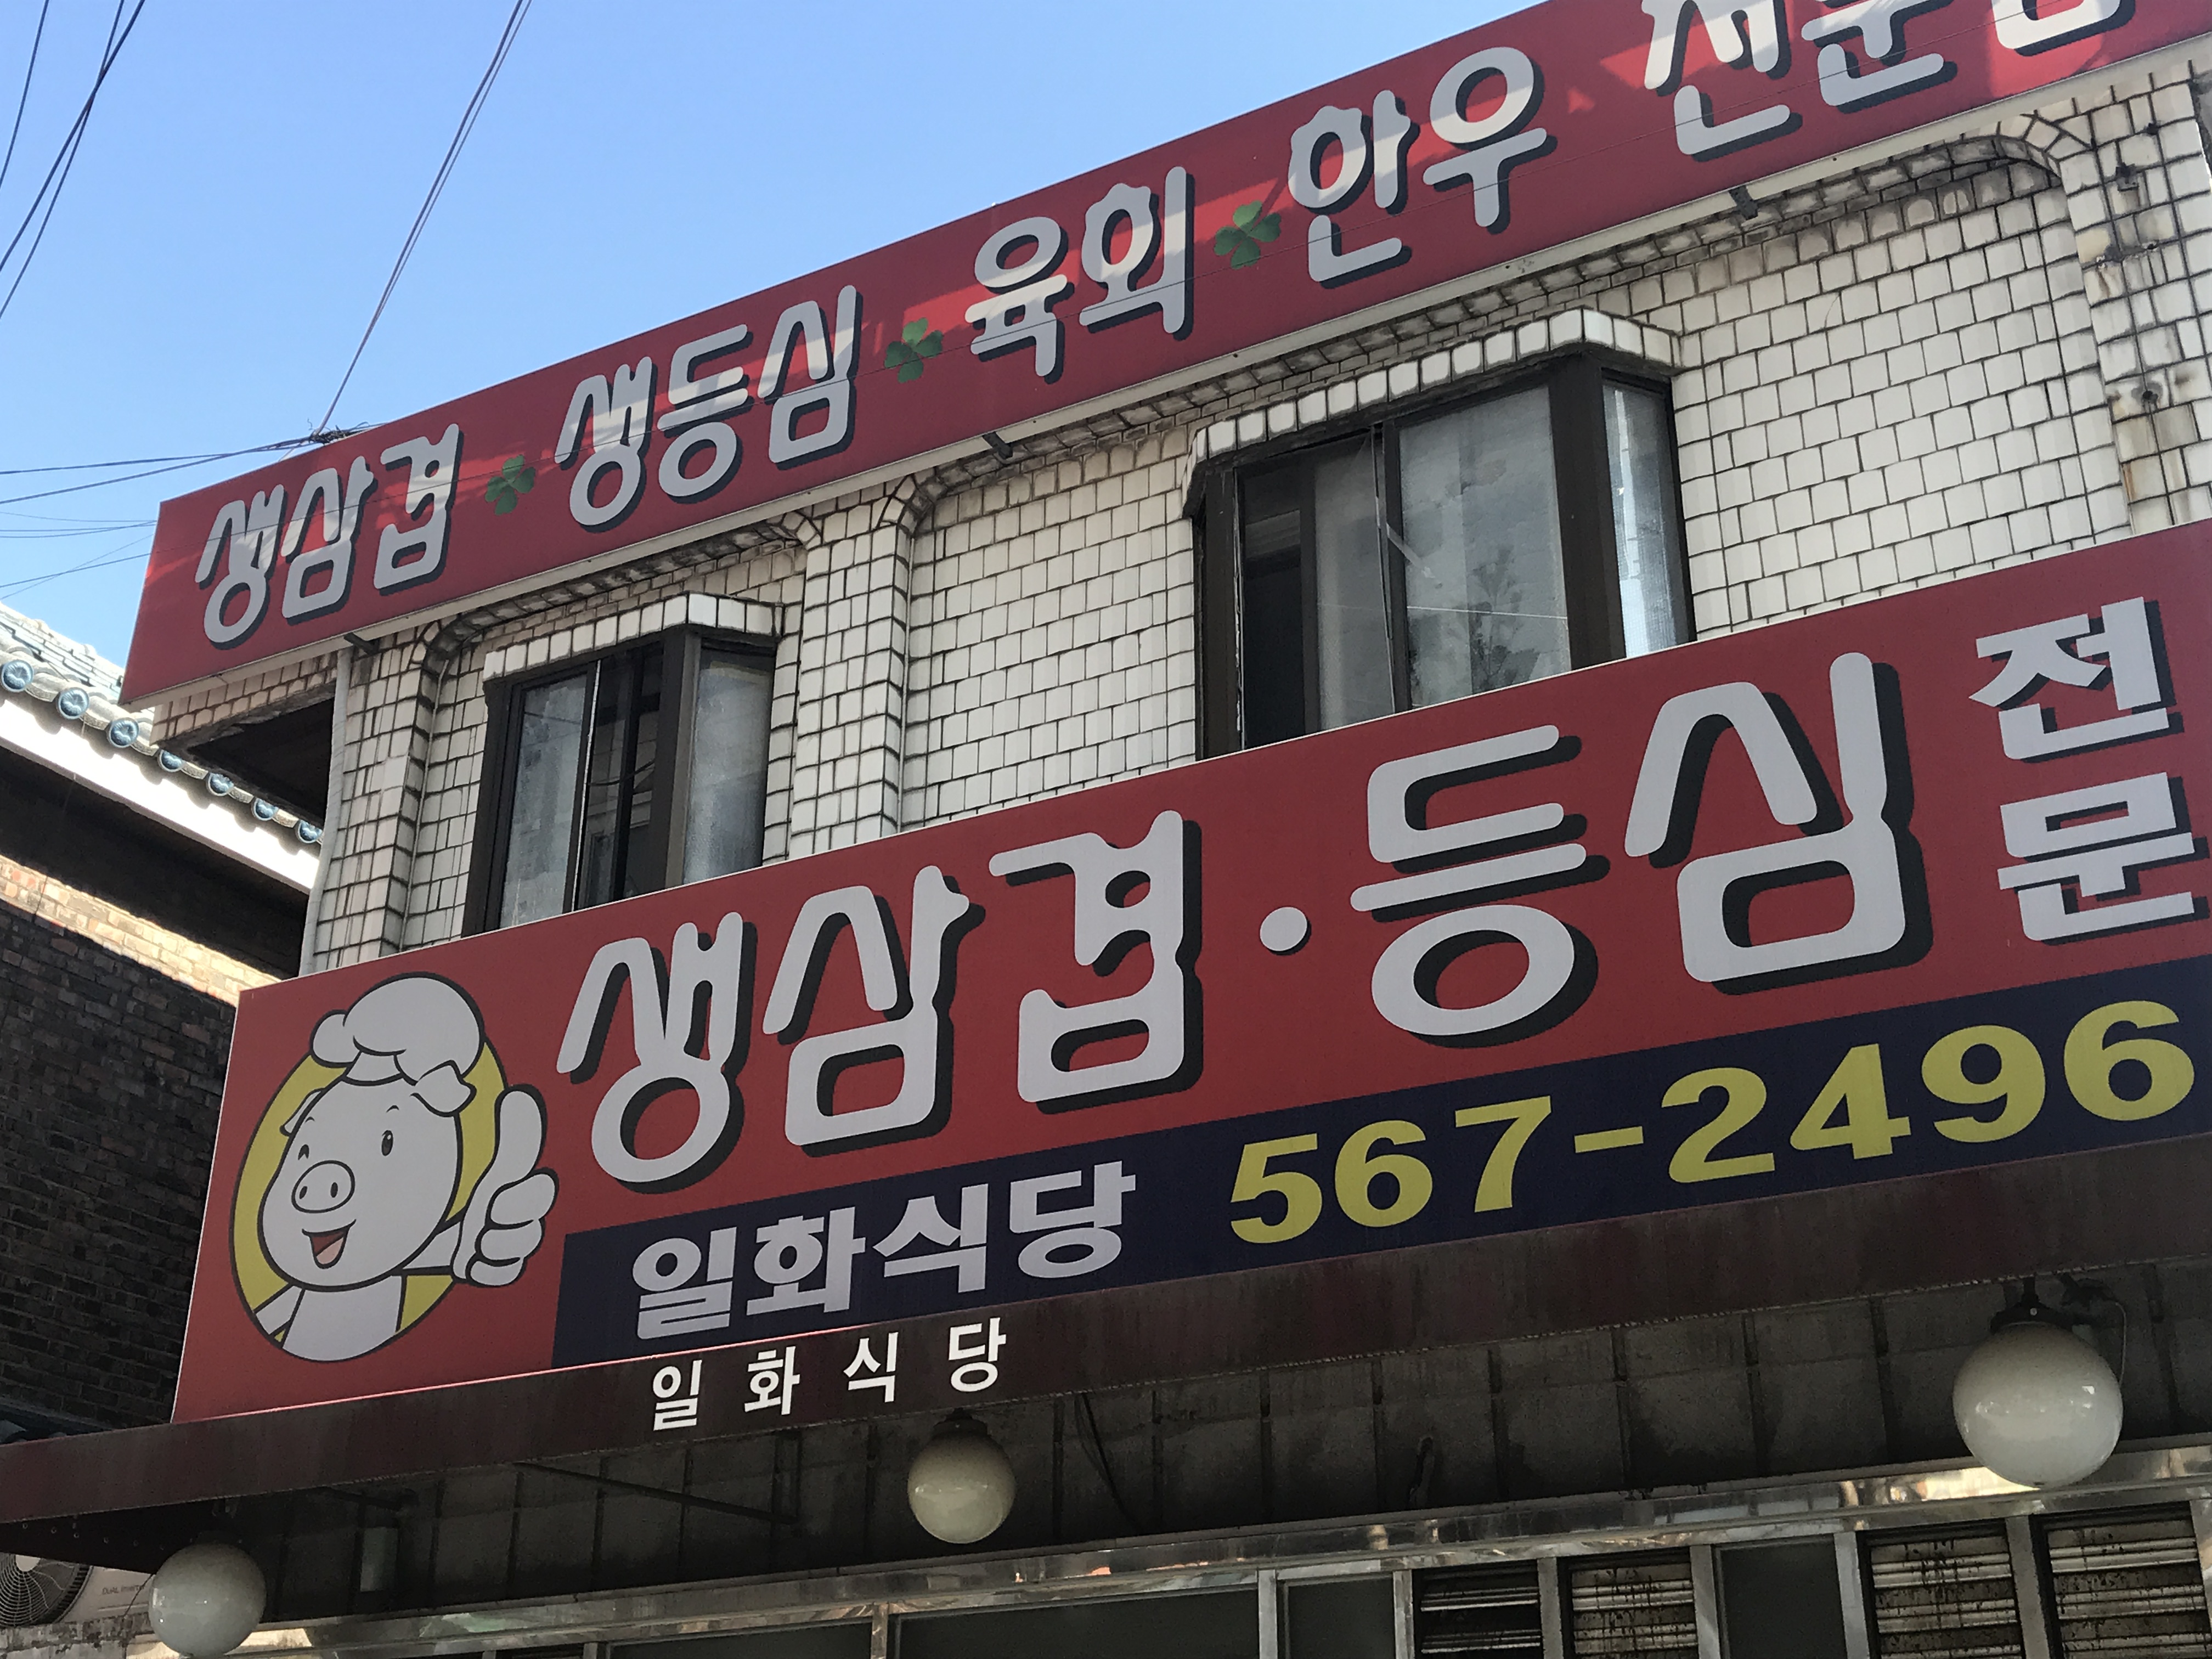 생삼겹 생등심 육회 한우 전문점
생삼겹·등심 전문
일화식당 567-2496
일화식당